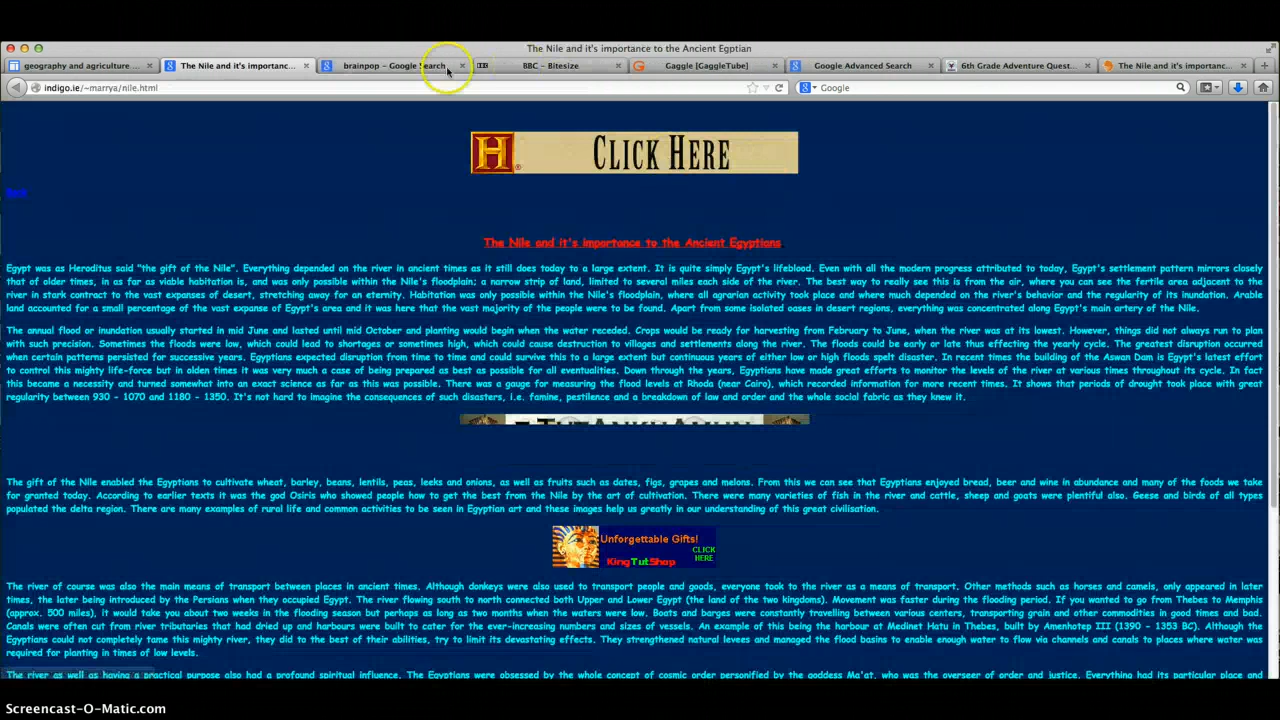 The Nile and it's importance to the Ancient Egptian
geography and agriculture ...
The Nile and it's importanc...
brainpop – Google Search
BBC – Bitesize
Gaggle [GaggleTube]
Google Advanced Search
6th Grade Adventure Quest...
The Nile and it's importanc...
indigo.ie/~marrya/nile.html
Google
H CLICK HERE
The Nile and it's importance to the Ancient Egyptians
Egypt was as Heroditus said "the gift of the Nile". Everything depended on the river in ancient times as it still does today to a large extent. It is quite simply Egypt's lifeblood. Even with all the modern progress attributed to today, Egypt's settlement pattern mirrors closely
that of older times, in as far as viable habitation is, and was only possible within the Nile's floodplain; a narrow strip of land, limited to several miles each side of the river. The best way to really see this is from the air, where you can see the fertile area adjacent to the
river in stark contract to the vast expanses of desert, stretching away for an eternity. Habitation was only possible within the Nile's floodplain, where all agrarian activity took place and where much depended on the river's behavior and the regularity of its inundation. Arable
land accounted for a small percentage of the vast expanse of Egypt's area and it was here that the vast majority of the people were to be found. Apart from some isolated oases in desert regions, everything was concentrated along Egypt's main artery of the Nile.
The annual flood or inundation usually started in mid June and lasted until mid October and planting would begin when the water receded. Crops would be ready for harvesting from February to June, when the river was at its lowest. However, things did not always run to plan
with such precision. Sometimes the floods were low, which could lead to shortages or sometimes high, which could cause destruction to villages and settlements along the river. The floods could be early or late thus effecting the yearly cycle. The greatest disruption occurred
when certain patterns persisted for successive years. Egyptians expected disruption from time to time and could survive this to a large extent but continuous years of either low or high floods spelt disaster. In recent times the building of the Aswan Dam is Egypt's latest effort
to control this mighty life-force but in olden times it was very much a case of being prepared as best as possible for all eventualities. Down through the years, Egyptians have made great efforts to monitor the levels of the river at various times throughout its cycle. In fact
this became a necessity and turned somewhat into an exact science as far as this was possible. There was a gauge for measuring the flood levels at Rhoda (near Cairo), which recorded information for more recent times. It shows that periods of drought took place with great
regularity between 930 - 1070 and 1180 - 1350. It's not hard to imagine the consequences of such disasters, i.e. famine, pestilence and a breakdown of law and order and the whole social fabric as they knew it.
The gift of the Nile enabled the Egyptians to cultivate wheat, barley, beans, lentils, peas, leeks and onions, as well as fruits such as dates, figs, grapes and melons. From this we can see that Egyptians enjoyed bread, beer and wine in abundance and many of the foods we take
for granted today. According to earlier texts it was the god Osiris who showed people how to get the best from the Nile by the art of cultivation. There were many varieties of fish in the river and cattle, sheep and goats were plentiful also. Geese and birds of all types
populated the delta region. There are many examples of rural life and common activities to be seen in Egyptian art and these images help us greatly in our understanding of this great civilisation.
Unforgettable Gifts!
KingTutShop
CLICK
HERE
The river of course was also the main means of transport between places in ancient times. Although donkeys were also used to transport people and goods, everyone took to the river as a means of transport. Other methods such as horses and camels, only appeared in later
times, the later being introduced by the Persians when they occupied Egypt. The river flowing south to north connected both Upper and Lower Egypt (the land of the two kingdoms). Movement was faster during the flooding period. If you wanted to go from Thebes to Memphis
(approx. 500 miles), it would take you about two weeks in the flooding season but perhaps as long as two months when the waters were low. Boats and barges were constantly travelling between various centers, transporting grain and other commodities in good times and bad.
Canals were often cut from river tributaries that had dried up and harbours were built to cater for the ever-increasing numbers and sizes of vessels. An example of this being the harbour at Medinet Hatu in Thebes, built by Amenhotep III (1390 - 1353 BC). Although the
Egyptians could not completely tame this mighty river, they did to the best of their abilities, try to limit its devastating effects. They strengthened natural levees and managed the flood basins to enable enough water to flow via channels and canals to places where water was
required for planting in times of low levels.
The river as well as having a practical purpose also had a profound spiritual influence. The Egyptians were obsessed by the whole concept of cosmic order personified by the goddess Ma'at, who was the overseer of order and justice. Everything had its particular place and
Screencast-O-Matic.com